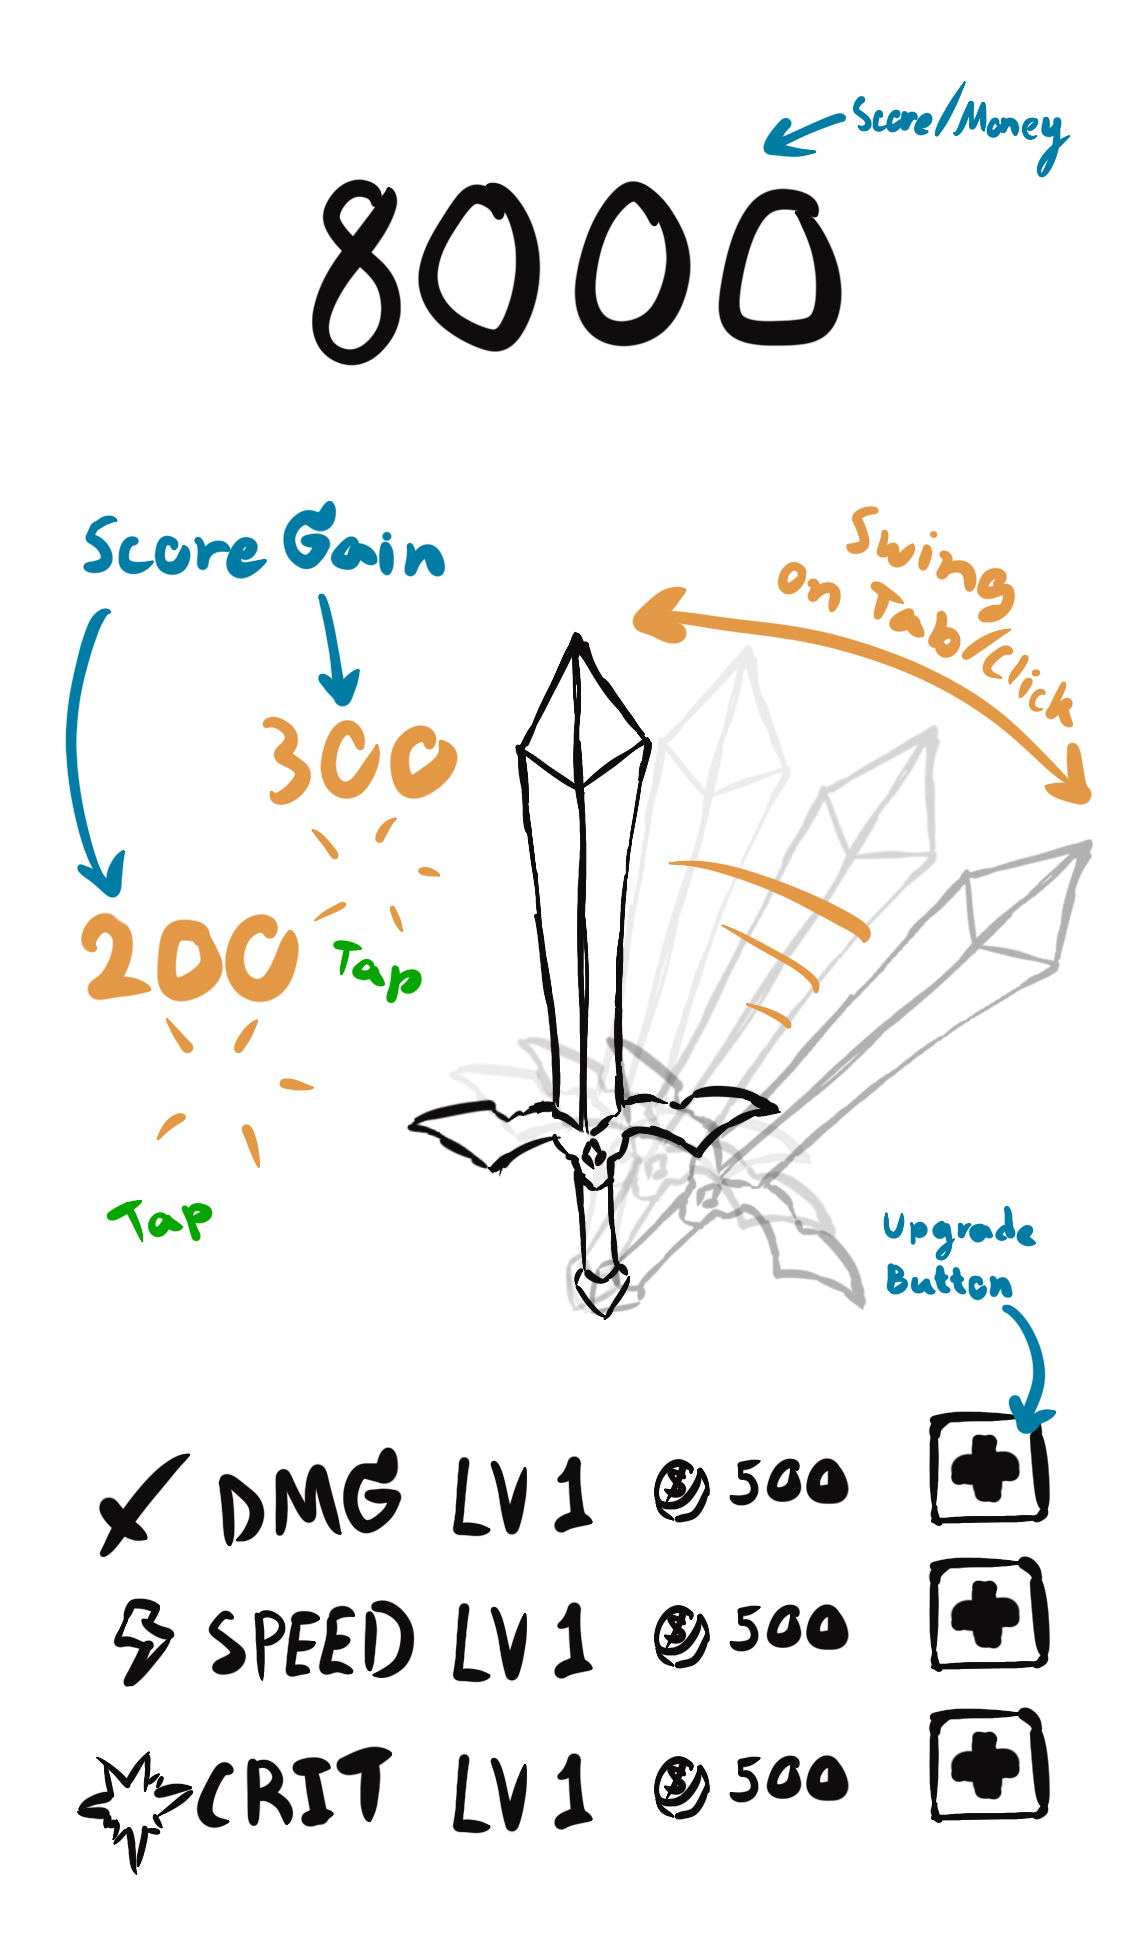 Score/Money
8000
Score Gain
Swing
on Tab/Click
300
200
Tap
Tap
Upgrade
Button
DMG LV 1 $ 500
SPEED LV 1 $ 500
CRIT LV 1 $ 500